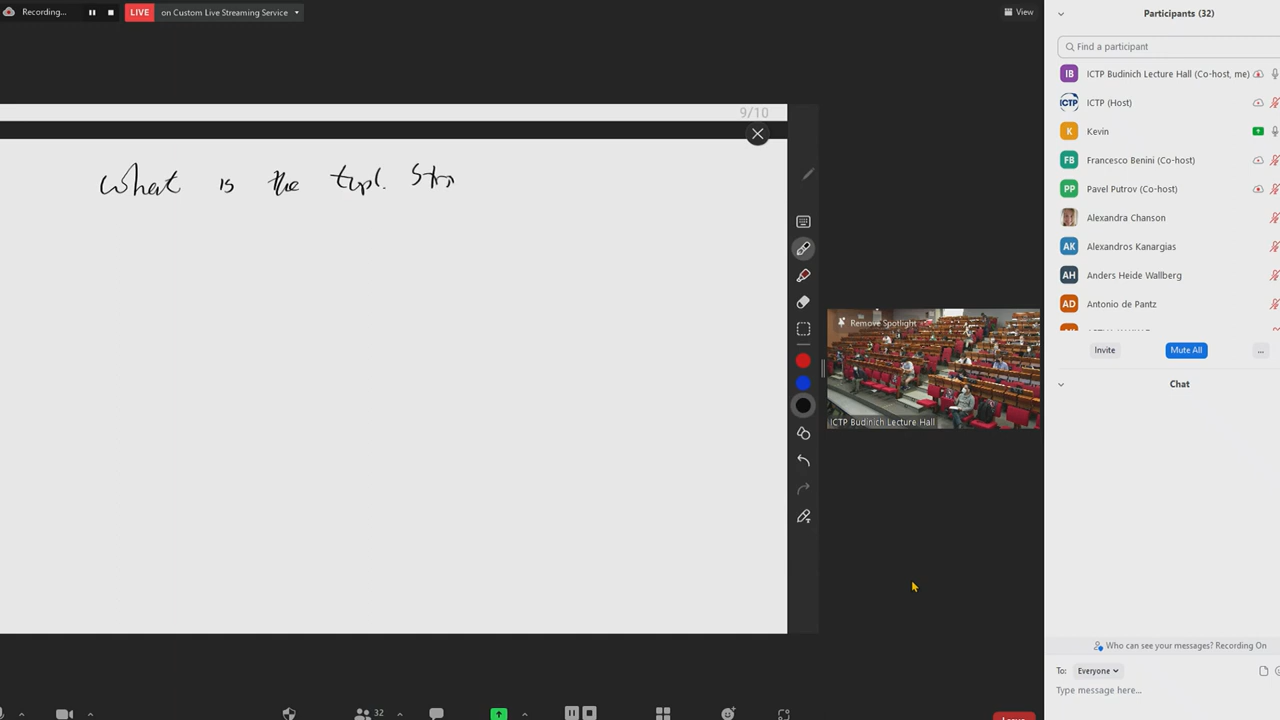 Recording...
LIVE on Custom Live Streaming Service
View
9/10
What is the
Remove Spotlight
ICTP Budinich Lecture Hall
32
Participants (32)
Find a participant
IB ICTP Budinich Lecture Hall (Co-host, me)
ICTP ICTP (Host)
K Kevin
FB Francesco Benini (Co-host)
PP Pavel Putrov (Co-host)
Alexandra Chanson
AK Alexandros Kanargias
AH Anders Heide Wallberg
AD Antonio de Pantz
Invite Mute All ...
Chat
Who can see your messages? Recording On
To: Everyone
Type message here...
Leave